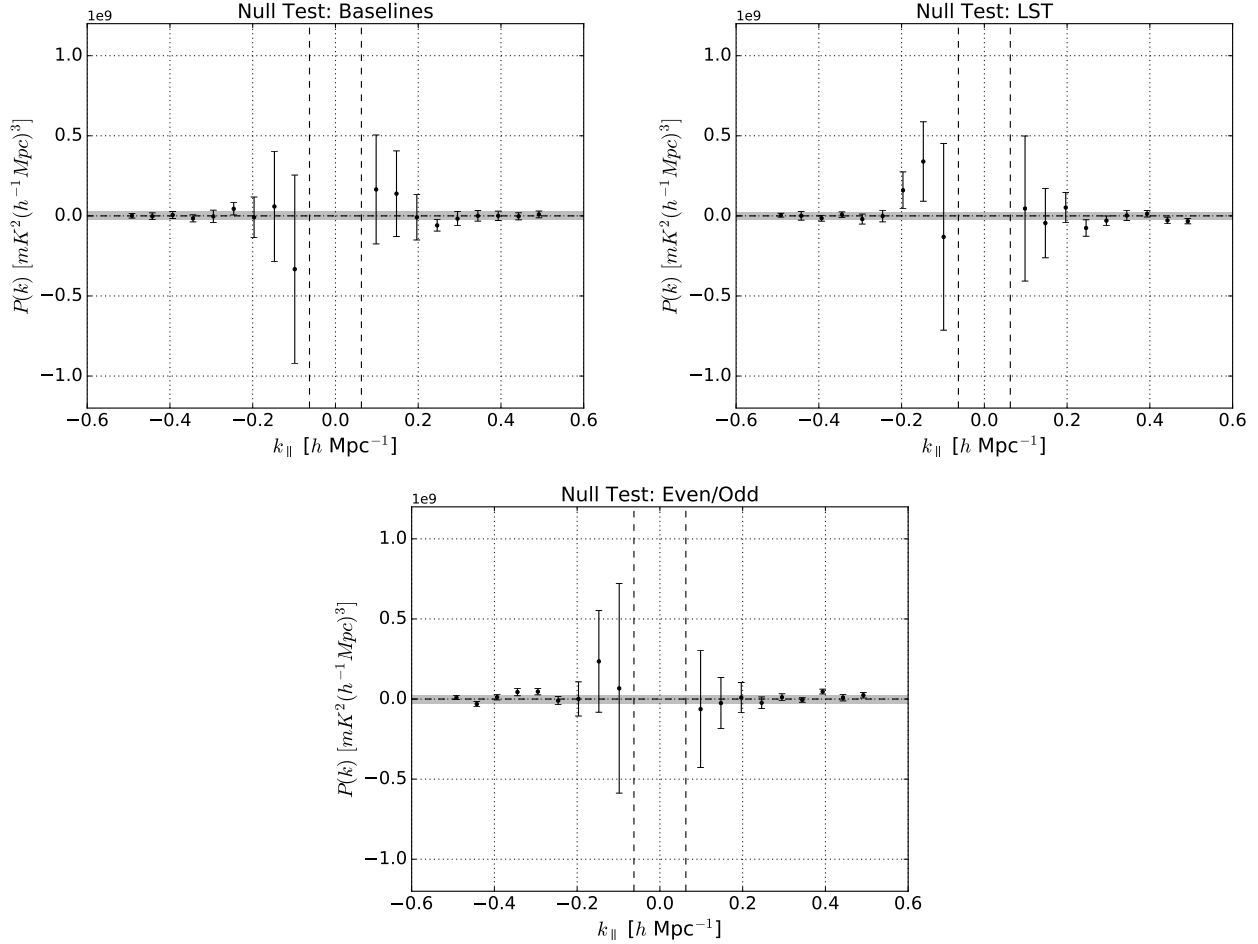 Null Test: Baselines
1e9
1.0
0.5
0.0
−0.5
−1.0
P(k) [mK²(h⁻¹Mpc)³]
−0.6 −0.4 −0.2 0.0 0.2 0.4 0.6
k∥ [h Mpc⁻¹]
Null Test: LST
1e9
1.0
0.5
0.0
−0.5
−1.0
P(k) [mK²(h⁻¹Mpc)³]
−0.6 −0.4 −0.2 0.0 0.2 0.4 0.6
k∥ [h Mpc⁻¹]
Null Test: Even/Odd
1e9
1.0
0.5
0.0
−0.5
−1.0
P(k) [mK²(h⁻¹Mpc)³]
−0.6 −0.4 −0.2 0.0 0.2 0.4 0.6
k∥ [h Mpc⁻¹]